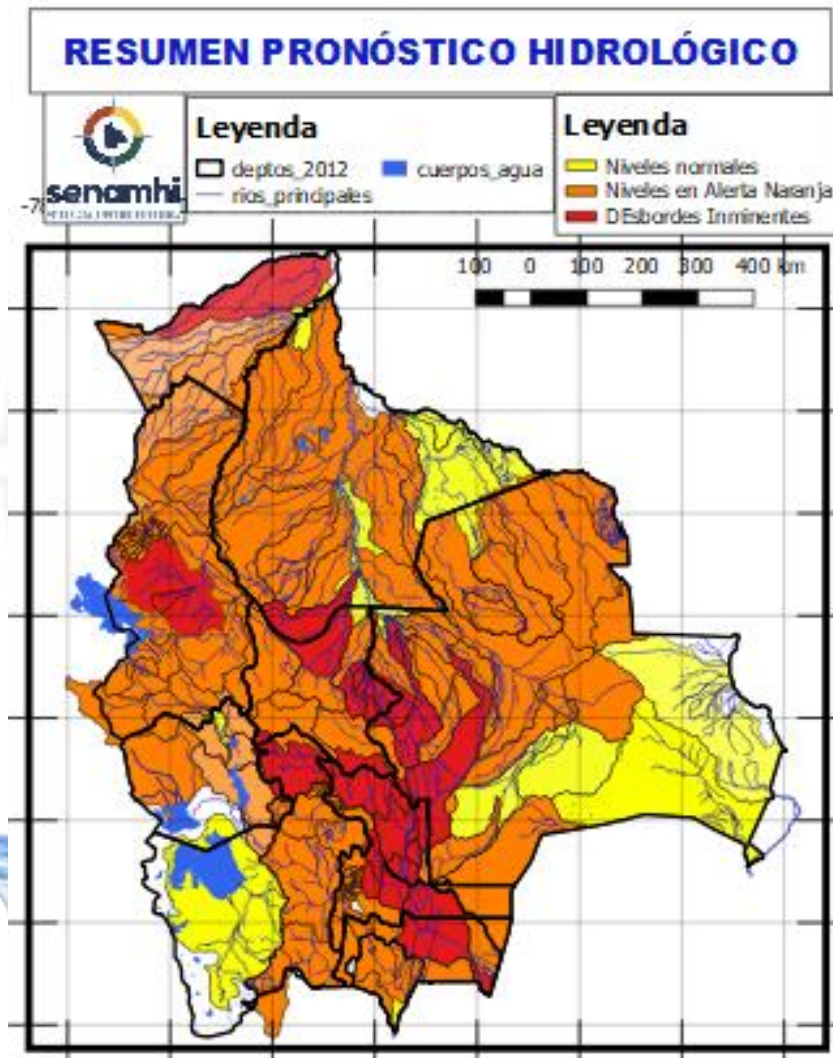 RESUMEN PRONÓSTICO HIDROLÓGICO
senamhi
Leyenda
deptos_2012
cuerpos_agua
rios_principales
Leyenda
Niveles normales
Niveles en Alerta Naranja
DEsbordes Inminentes
100 0 100 200 300 400 km